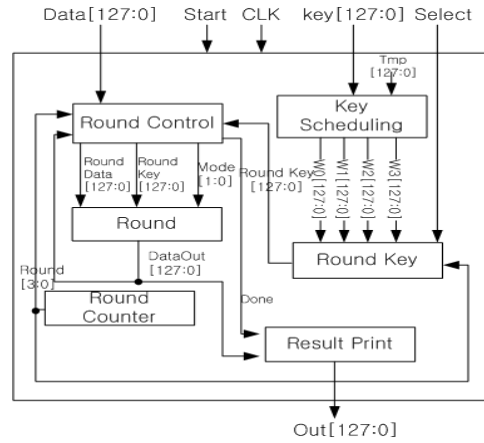 Data[127:0] Start CLK key[127:0] Select
Tmp
[127:0]
Key
Scheduling
Round Control
Round
Data
[127:0]
Round
Key
[127:0]
Mode
[1:0]
Round Key
[127:0]
W0[127:0]
W1[127:0]
W2[127:0]
W3[127:0]
Round
DataOut
[127:0]
Round Key
Round
[3:0]
Round
Counter
Done
Result Print
Out[127:0]